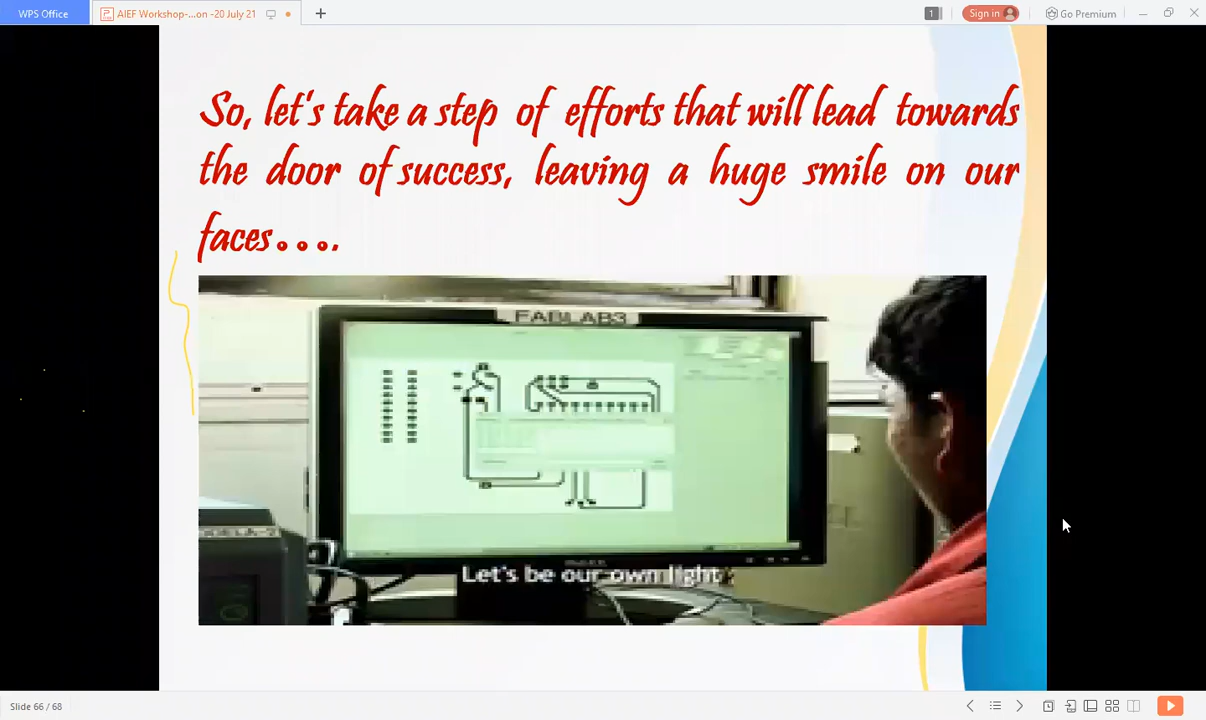 WPS Office
AIEF Workshop-...on -20 July 21
1
Sign in
Go Premium
So, let's take a step of efforts that will lead towards
the door of success, leaving a huge smile on our
faces....
FABLAB3
Let's be our own light
Slide 66 / 68